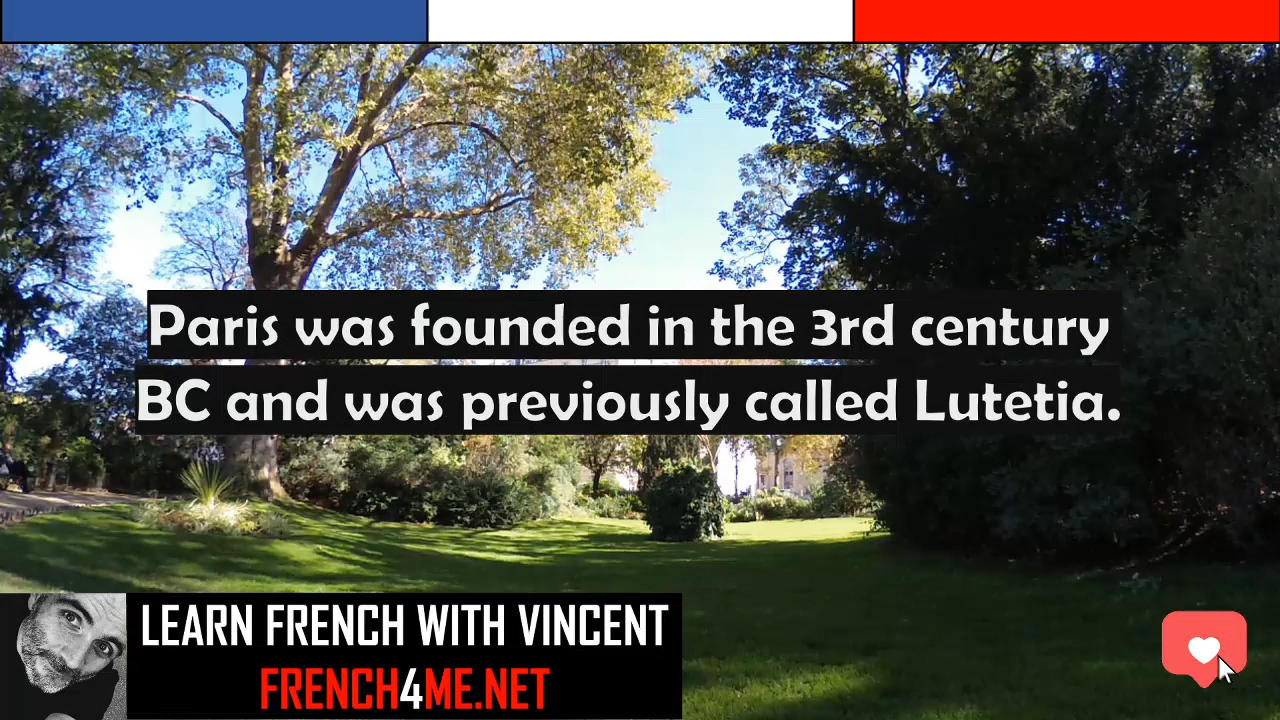 Paris was founded in the 3rd century
BC and was previously called Lutetia.
LEARN FRENCH WITH VINCENT
FRENCH4ME.NET